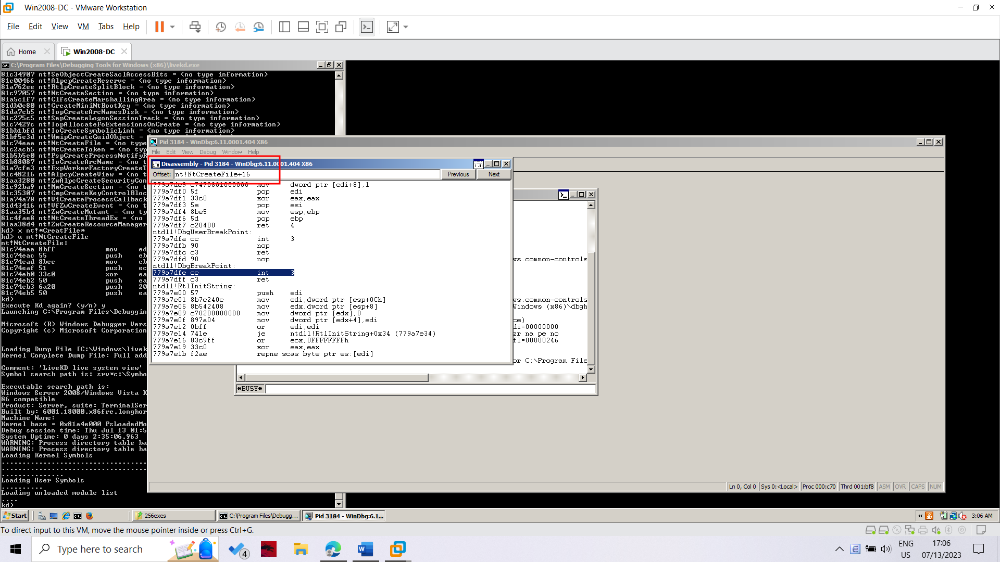 Win2008-DC - VMware Workstation
File Edit View VM Tabs Help
Home
Win2008-DC
C:\Program Files\Debugging Tools for Windows (x86)\livekd.exe
81c34907 nt!SeObjectCreateSaclAccessBits = <no type information>
81c00466 nt!AlpcpCreateReserve = <no type information>
81a762ee nt!RtlpCreateSplitBlock = <no type information>
81c97057 nt!NtCreateSection = <no type information>
81a5c1f7 nt!ClfsCreateMarshallingArea = <no type information>
81db0c80 nt!CreateMiniNtBootKey = <no type information>
81da7cb5 nt!IopCreateArcNamesDisk = <no type information>
81c275c5 nt!SepCreateLogonSessionTrack = <no type information>
81c7429c nt!IopAllocateFoExtensionsOnCreate = <no type information>
81bb1bfd nt!IoCreateSymbolicLink = <no type information>
81bf5e3d nt!WmipCreateGuidObject = <no type information>
81c74eaa nt!NtCreateFile = <no type
81c2acb5 nt!NtCreateToken = <no typ
81b5b5e0 nt!PspCreateProcessNotifyR
81b88087 nt!IoCreateArcName = <no t
81a7cfe3 nt!ExpWorkerFactoryCreateT
81c48216 nt!AlpcpCreateView = <no t
81aa3280 nt!ZwAlpcCreateSecurityCon
81c92ba9 nt!MmCreateSection = <no t
81c35307 nt!CmpCreateKeyControlBloc
81a74a78 nt!ViCreateProcessCallback
81d43416 nt!VfZwCreateEvent = <no t
81aa35b4 nt!ZwCreateMutant = <no ty
81c4fae8 nt!NtCreateThreadEx = <no
81aa38d4 nt!ZwCreateResourceManager
kd> x nt!*CreatFile*
kd> u nt!NtCreateFile
nt!NtCreateFile:
81c74eaa 8bff mov ed
81c74eac 55 push eb
81c74ead 8bec mov eb
81c74eaf 51 push ec
81c74eb0 33c0 xor ea
81c74eb2 50 push ea
81c74eb3 6a20 push 20
81c74eb5 50 push ea
kd>
Execute Kd again? (y/n) y
Launching C:\Program Files\Debuggin
Microsoft (R) Windows Debugger Vers
Copyright (c) Microsoft Corporation
Loading Dump File [C:\Windows\livek
Kernel Complete Dump File: Full add
Comment: 'LiveKD live system view'
Symbol search path is: srv*c:\Symbo
Executable search path is:
Windows Server 2008/Windows Vista K
86 compatible
Product: Server, suite: TerminalSer
Built by: 6001.18000.x86fre.longhor
Machine Name:
Kernel base = 0x81a4e000 PsLoadedMo
Debug session time: Thu Jul 13 01:5
System Uptime: 0 days 2:35:06.963
WARNING: Process directory table ba
WARNING: Process directory table ba
Loading Kernel Symbols
...................................
...................................
...............
Loading User Symbols
..........
Loading unloaded module list
....
kd>
Pid 3184 - WinDbg:6.11.0001.404 X86
File Edit View Debug Window Help
Disassembly - Pid 3184 - WinDbg:6.11.0001.404 X86
Offset: nt!NtCreateFile+16 Previous Next
779a7de9 c7470801000000 mov dword ptr [edi+8],1
779a7df0 5f pop edi
779a7df1 33c0 xor eax,eax
779a7df3 5e pop esi
779a7df4 8be5 mov esp,ebp
779a7df6 5d pop ebp
779a7df7 c20400 ret 4
ntdll!DbgUserBreakPoint:
779a7dfa cc int 3
779a7dfb 90 nop
779a7dfc c3 ret
779a7dfd 90 nop
ntdll!DbgBreakPoint:
779a7dfe cc int 3
779a7dff c3 ret
ntdll!RtlInitString:
779a7e00 57 push edi
779a7e01 8b7c240c mov edi,dword ptr [esp+0Ch]
779a7e05 8b542408 mov edx,dword ptr [esp+8]
779a7e09 c70200000000 mov dword ptr [edx],0
779a7e0f 897a04 mov dword ptr [edx+4],edi
779a7e12 0bff or edi,edi
779a7e14 741e je ntdll!RtlInitString+0x34 (779a7e34)
779a7e16 83c9ff or ecx,0FFFFFFFFh
779a7e19 33c0 xor eax,eax
779a7e1b f2ae repne scas byte ptr es:[edi]
ws.common-controls
ws.common-controls
Windows (x86)\dbgh
ce)
di=00000000
zr na pe nc
fl=00000246
or C:\Program File
*BUSY*
Ln 0, Col 0 Sys 0:<Local> Proc 000:c70 Thrd 001:bf8 ASM OVR CAPS NUM
Start
256exes
C:\Program Files\Debugg...
Pid 3184 - WinDbg:6.1...
« 3:06 AM
To direct input to this VM, move the mouse pointer inside or press Ctrl+G.
Type here to search
4
ENG
US
17:06
07/13/2023